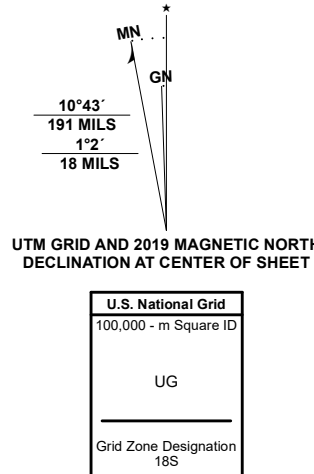 ★
MN
GN
10°43´
191 MILS
1°2´
18 MILS
UTM GRID AND 2019 MAGNETIC NORTH
DECLINATION AT CENTER OF SHEET
U.S. National Grid
100,000 - m Square ID
UG
Grid Zone Designation
18S